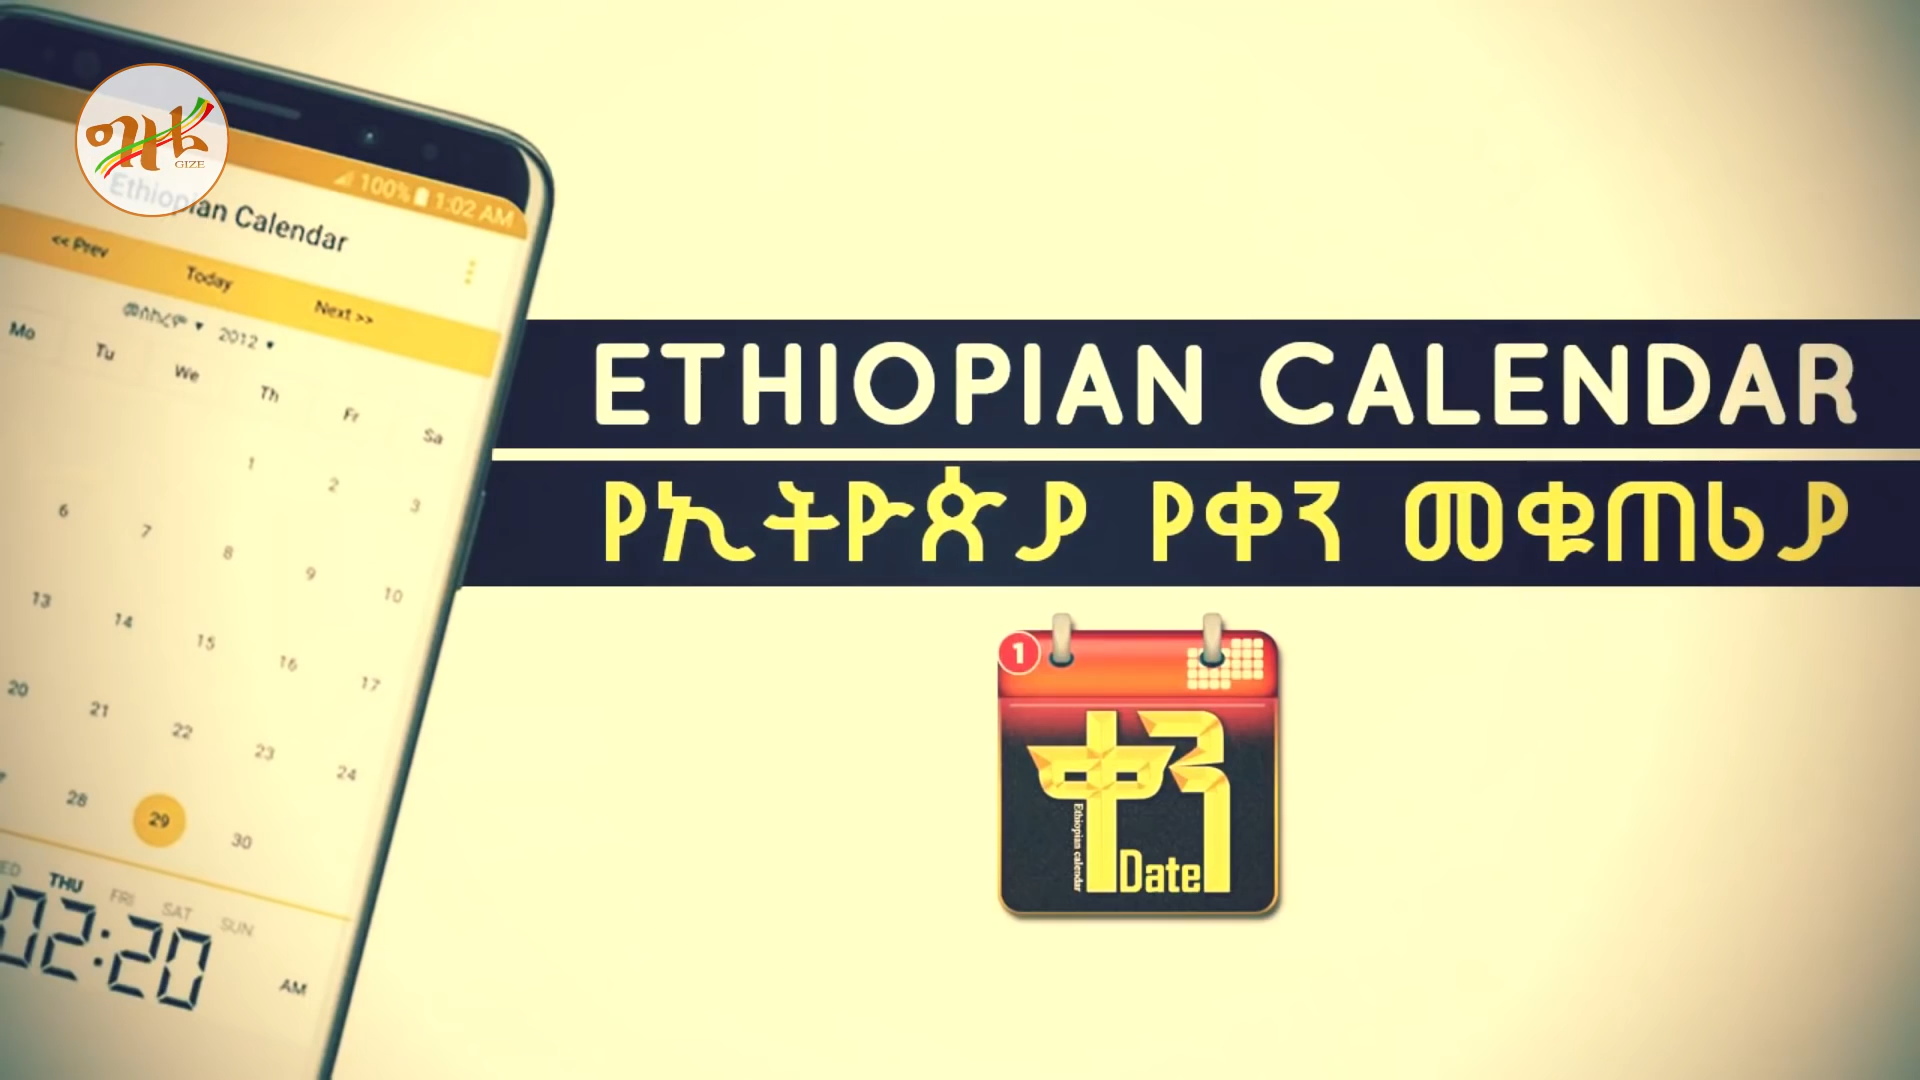 ግዜ
GIZE
100% 1:02 AM
Ethiopian Calendar
<< Prev Today Next >>
መስከረም ▾ 2012 ▾
Mo Tu We Th Fr Sa
1 2 3
6 7 8 9 10
13 14 15 16 17
20 21 22 23 24
28 29 30
THU FRI SAT SUN
02:20 AM
ETHIOPIAN CALENDAR
የኢትዮጵያ የቀን መቁጠሪያ
1
ቀን
Ethiopian calendar
Date